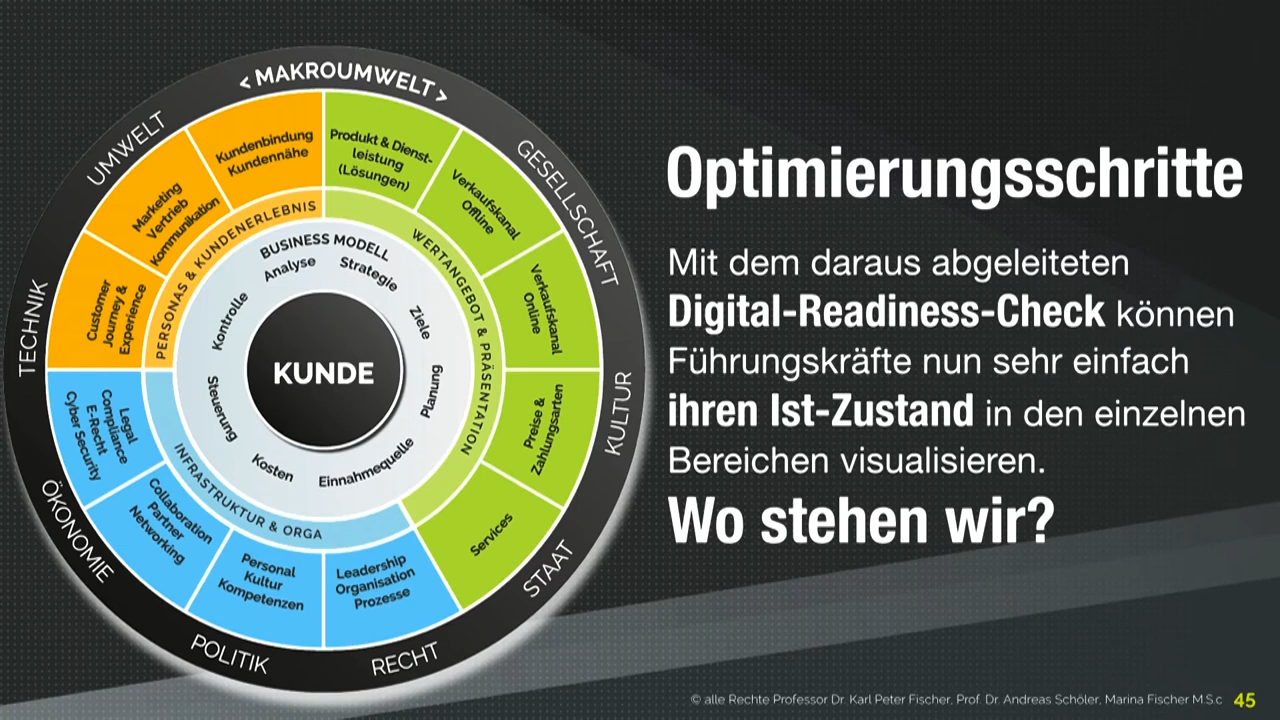 < MAKROUMWELT >
GESELLSCHAFT
KULTUR
STAAT
RECHT
POLITIK
ÖKONOMIE
TECHNIK
UMWELT
Kundenbindung
Kundennähe
Produkt & Dienst-
leistung
(Lösungen)
Verkaufskanal
Offline
Verkaufskanal
Online
Preise &
Zahlungsarten
Services
Leadership
Organisation
Prozesse
Personal
Kultur
Kompetenzen
Collaboration
Partner
Networking
Legal
Compliance
E-Recht
Cyber Security
Customer
Journey &
Experience
Marketing
Vertrieb
Kommunikation
PERSONAS & KUNDENERLEBNIS
WERTANGEBOT & PRÄSENTATION
INFRASTRUKTUR & ORGA
BUSINESS MODELL
Analyse
Strategie
Ziele
Planung
Einnahmequelle
Kosten
Steuerung
Kontrolle
KUNDE
Optimierungsschritte
Mit dem daraus abgeleiteten
Digital-Readiness-Check können
Führungskräfte nun sehr einfach
ihren Ist-Zustand in den einzelnen
Bereichen visualisieren.
Wo stehen wir?
© alle Rechte Professor Dr. Karl Peter Fischer, Prof. Dr. Andreas Schöler, Marina Fischer M.S.c 45